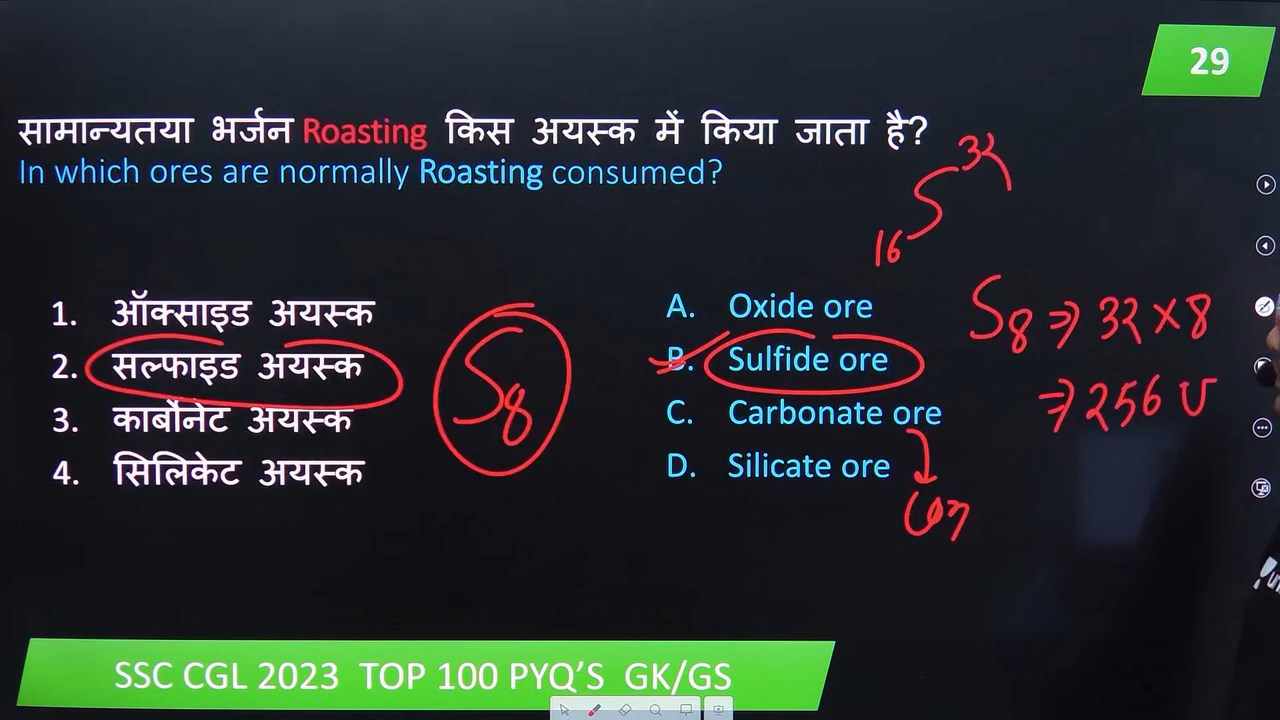 29
सामान्यतया भर्जन Roasting किस अयस्क में किया जाता है?
In which ores are normally Roasting consumed?
16 S 32
1. ऑक्साइड अयस्क
2. सल्फाइड अयस्क
3. कार्बोनेट अयस्क
4. सिलिकेट अयस्क
S8
A. Oxide ore
B. Sulfide ore
C. Carbonate ore
D. Silicate ore
S8 ⇒ 32 × 8
⇒ 256 U
SSC CGL 2023 TOP 100 PYQ'S GK/GS